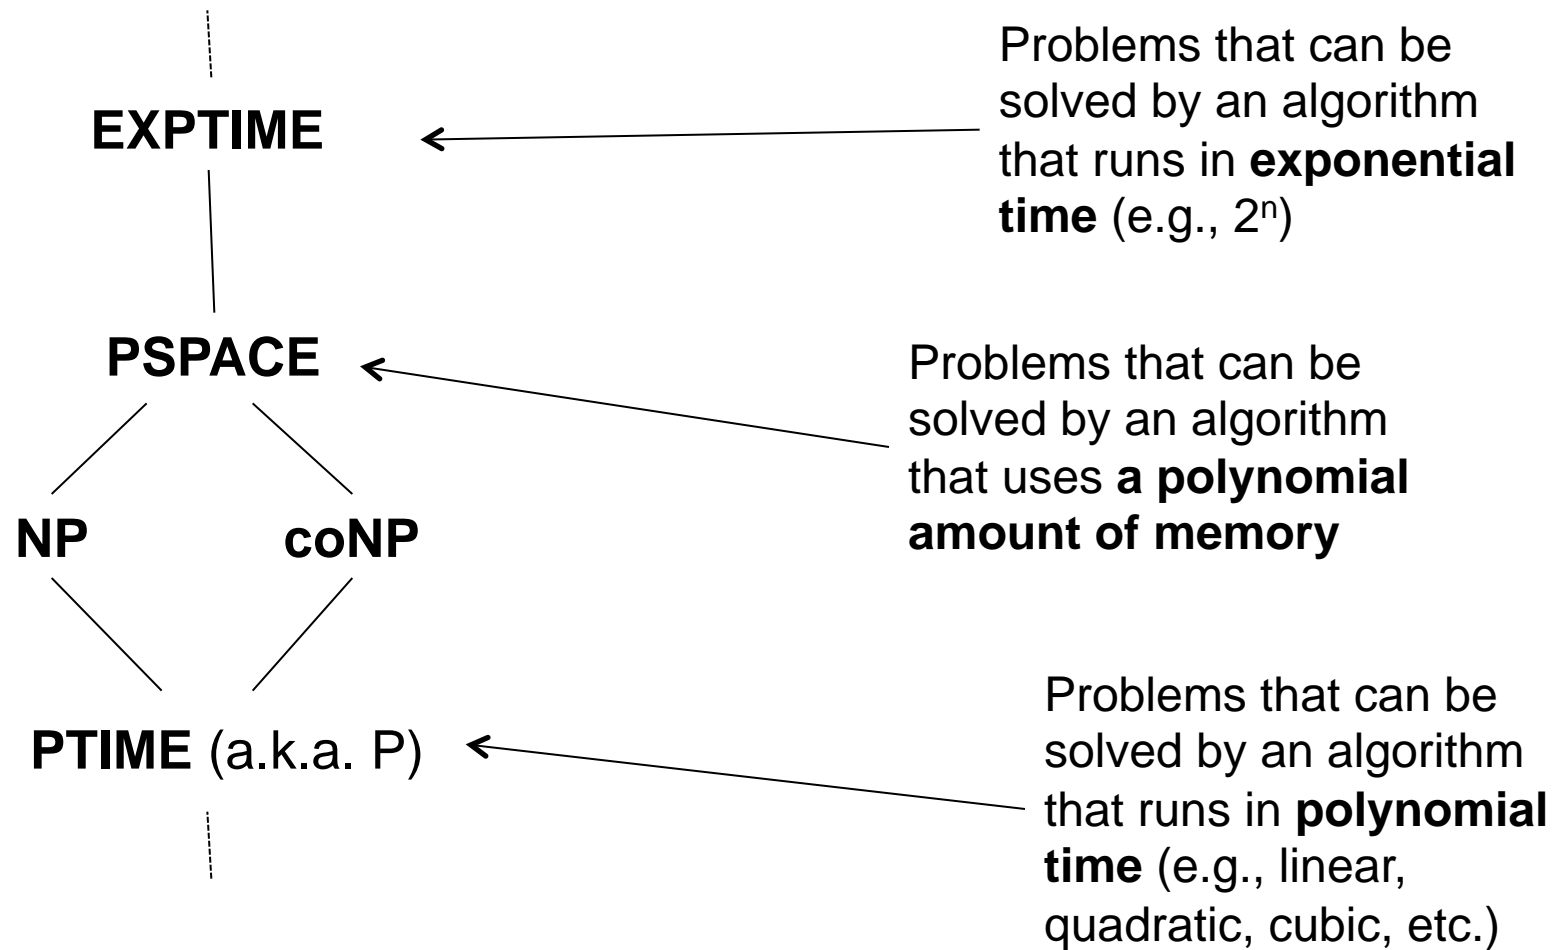 EXPTIME
Problems that can be
solved by an algorithm
that runs in exponential
time (e.g., 2ⁿ)
PSPACE
Problems that can be
solved by an algorithm
that uses a polynomial
amount of memory
NP
coNP
PTIME (a.k.a. P)
Problems that can be
solved by an algorithm
that runs in polynomial
time (e.g., linear,
quadratic, cubic, etc.)